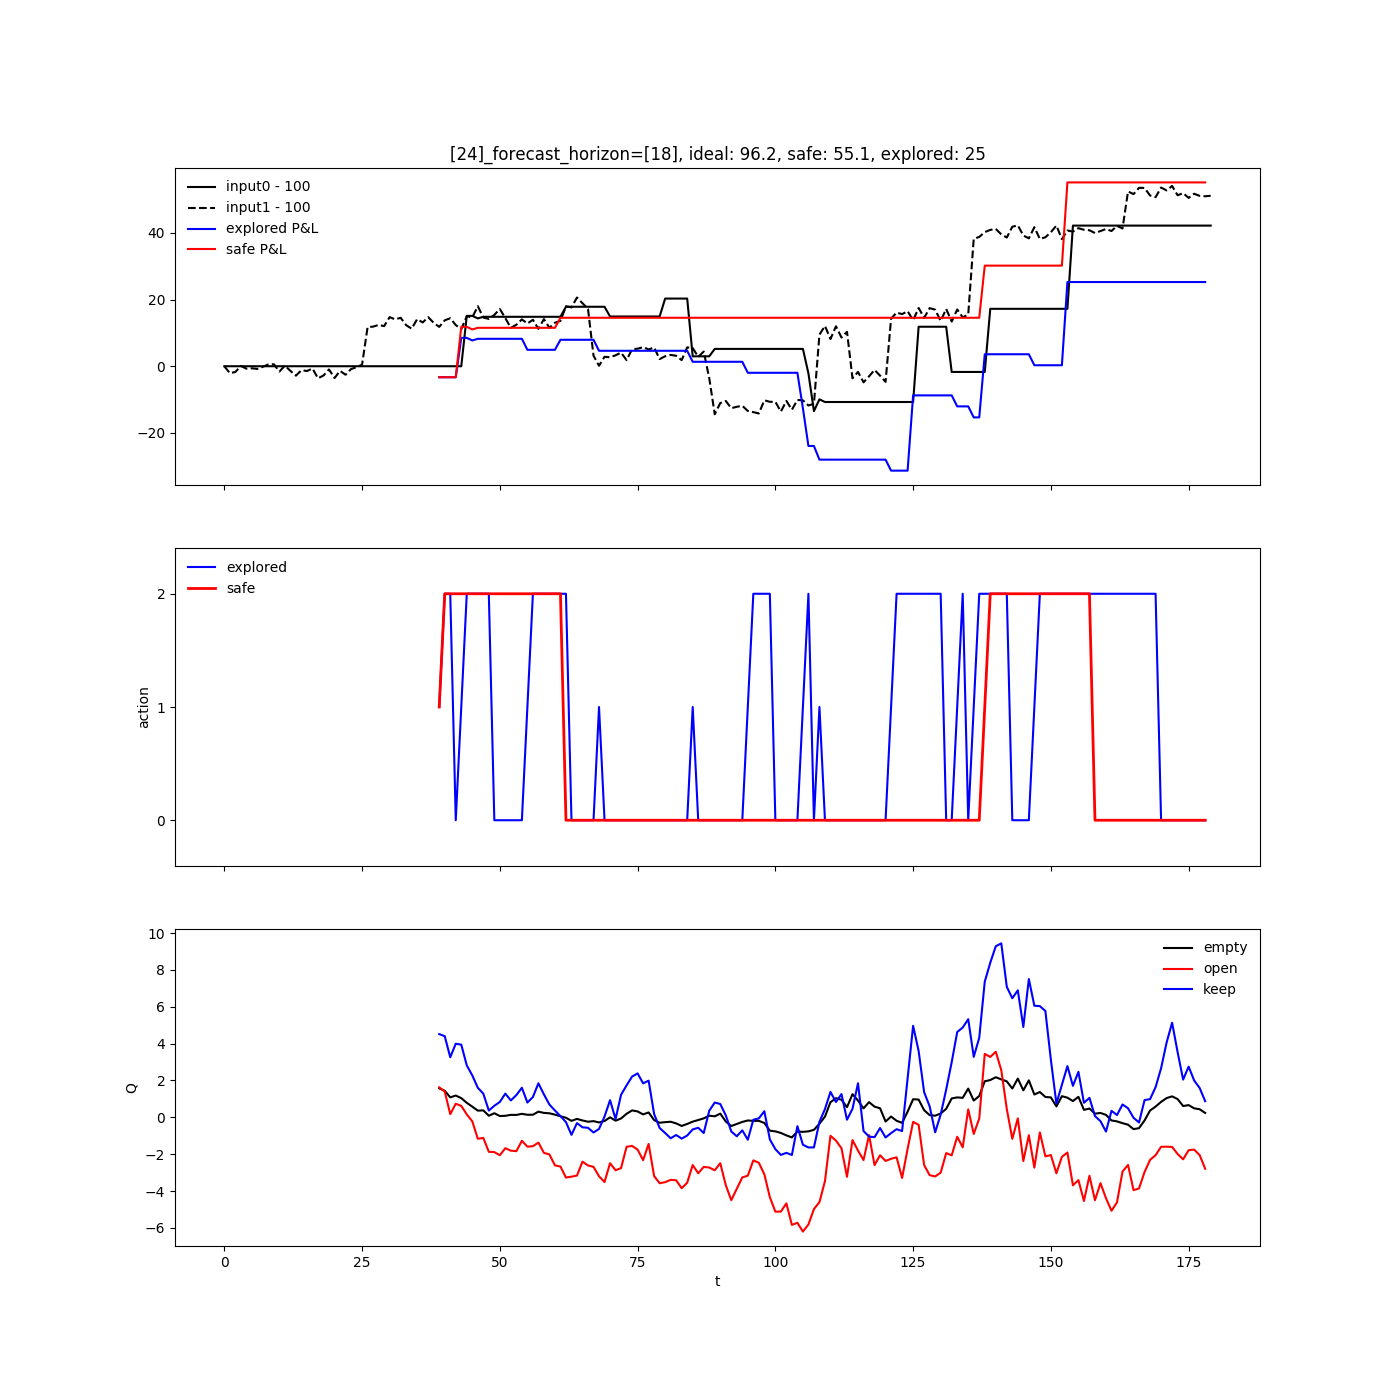 [24]_forecast_horizon=[18], ideal: 96.2, safe: 55.1, explored: 25
input0 - 100
input1 - 100
explored P&L
safe P&L
40
20
0
−20
explored
safe
2
1
0
action
empty
open
keep
10
8
6
4
2
0
−2
−4
−6
Q
0 25 50 75 100 125 150 175
t